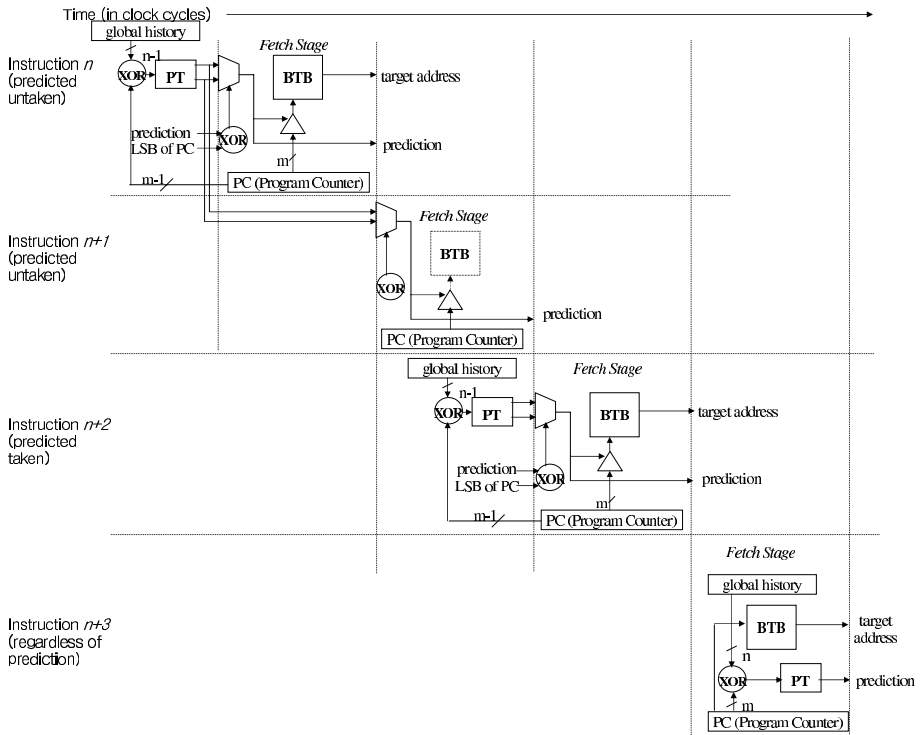 Time (in clock cycles)
global history
Instruction n
(predicted
untaken)
n-1
XOR
PT
Fetch Stage
BTB
target address
prediction
LSB of PC
XOR
prediction
m
m-1
PC (Program Counter)
Instruction n+1
(predicted
untaken)
Fetch Stage
BTB
XOR
prediction
PC (Program Counter)
global history
Fetch Stage
Instruction n+2
(predicted
taken)
n-1
XOR
PT
BTB
target address
prediction
LSB of PC
XOR
prediction
m
m-1
PC (Program Counter)
Fetch Stage
global history
Instruction n+3
(regardless of
prediction)
BTB
target
address
n
XOR
PT
prediction
m
PC (Program Counter)